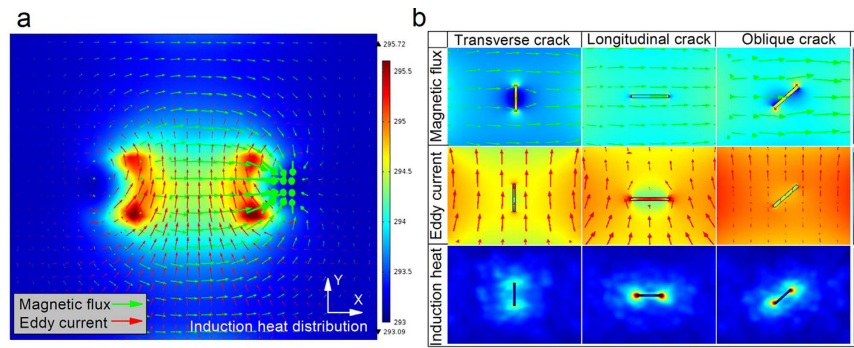 a
295.72
295.5
295
294.5
294
293.5
293
293.09
Y
X
Magnetic flux
Eddy current
Induction heat distribution
b
Transverse crack
Longitudinal crack
Oblique crack
Magnetic flux
Eddy current
Induction heat